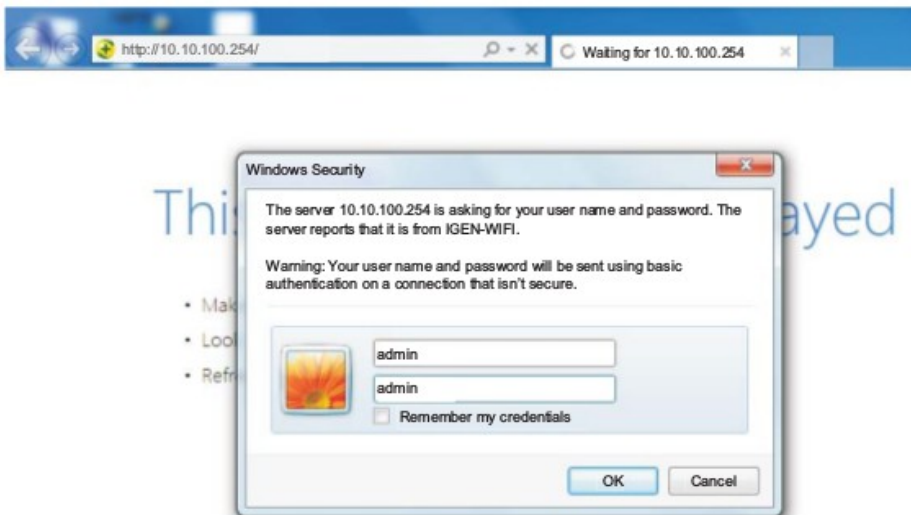 http://10.10.100.254/
Waiting for 10.10.100.254
Windows Security
The server 10.10.100.254 is asking for your user name and password. The
server reports that it is from IGEN-WIFI.
Warning: Your user name and password will be sent using basic
authentication on a connection that isn't secure.
admin
admin
Remember my credentials
OK
Cancel